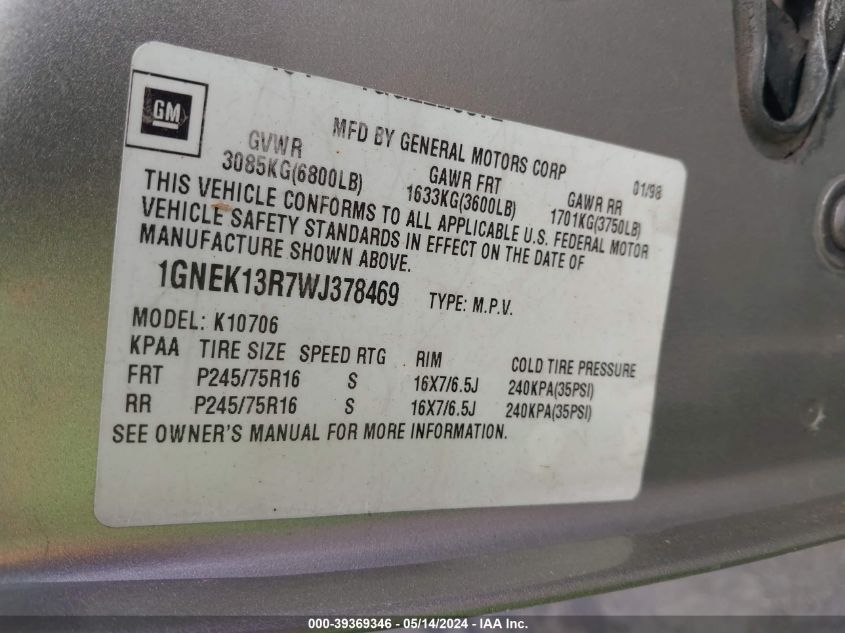 GM
MFD BY GENERAL MOTORS CORP
01/98
GVWR GAWR FRT GAWR RR
3085KG(6800LB) 1633KG(3600LB) 1701KG(3750LB)
THIS VEHICLE CONFORMS TO ALL APPLICABLE U.S. FEDERAL MOTOR
VEHICLE SAFETY STANDARDS IN EFFECT ON THE DATE OF
MANUFACTURE SHOWN ABOVE.
1GNEK13R7WJ378469 TYPE: M.P.V.
MODEL: K10706
KPAA TIRE SIZE SPEED RTG RIM COLD TIRE PRESSURE
FRT P245/75R16 S 16X7/6.5J 240KPA(35PSI)
RR P245/75R16 S 16X7/6.5J 240KPA(35PSI)
SEE OWNER'S MANUAL FOR MORE INFORMATION.
000-39369346 - 05/14/2024 - IAA Inc.